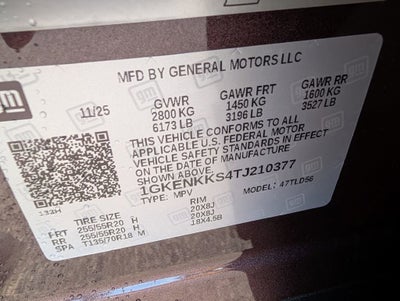 gm
MFD BY GENERAL MOTORS LLC
11/25
GVWR GAWR FRT GAWR RR
2800 KG 1450 KG 1600 KG
6173 LB 3196 LB 3527 LB
THIS VEHICLE CONFORMS TO ALL
APPLICABLE U.S. FEDERAL MOTOR
VEHICLE SAFETY STANDARDS IN EFFECT
ON THE DATE OF MANUFACTURE
SHOWN ABOVE.
1GKENKKS4TJ210377
TYPE: MPV MODEL: 47TLD56
133H
TIRE SIZE RIM
FRT 255/55R20 H 20X8J
RR 255/55R20 H 20X8J
SPA T135/70R18 M 18X4.5B